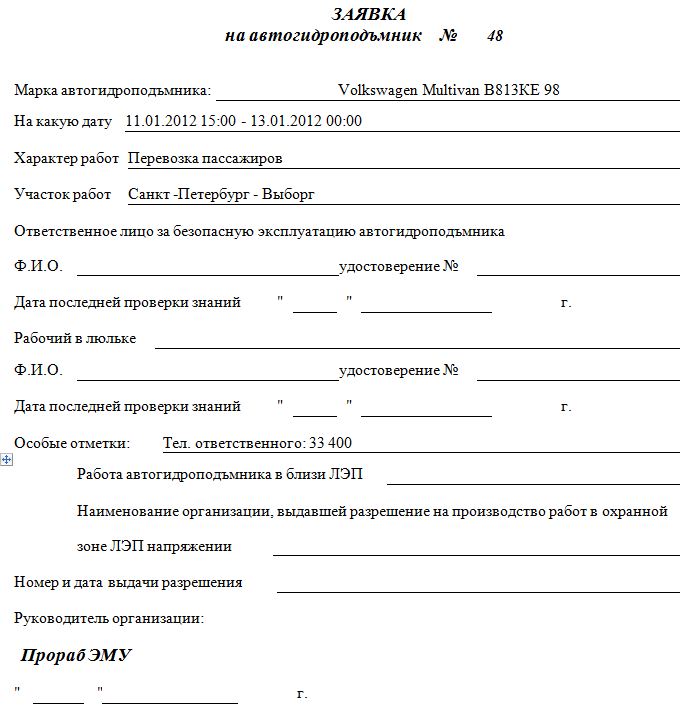 ЗАЯВКА
на автогидроподъмник № 48
Марка автогидроподъмника: Volkswagen Multivan В813КЕ 98
На какую дату 11.01.2012 15:00 - 13.01.2012 00:00
Характер работ Перевозка пассажиров
Участок работ Санкт -Петербург - Выборг
Ответственное лицо за безопасную эксплуатацию автогидроподъмника
Ф.И.О. удостоверение №
Дата последней проверки знаний " " г.
Рабочий в люльке
Ф.И.О. удостоверение №
Дата последней проверки знаний " " г.
Особые отметки: Тел. ответственного: 33 400
Работа автогидроподъмника в близи ЛЭП
Наименование организации, выдавшей разрешение на производство работ в охранной
зоне ЛЭП напряжении
Номер и дата выдачи разрешения
Руководитель организации:
Прораб ЭМУ
" " г.